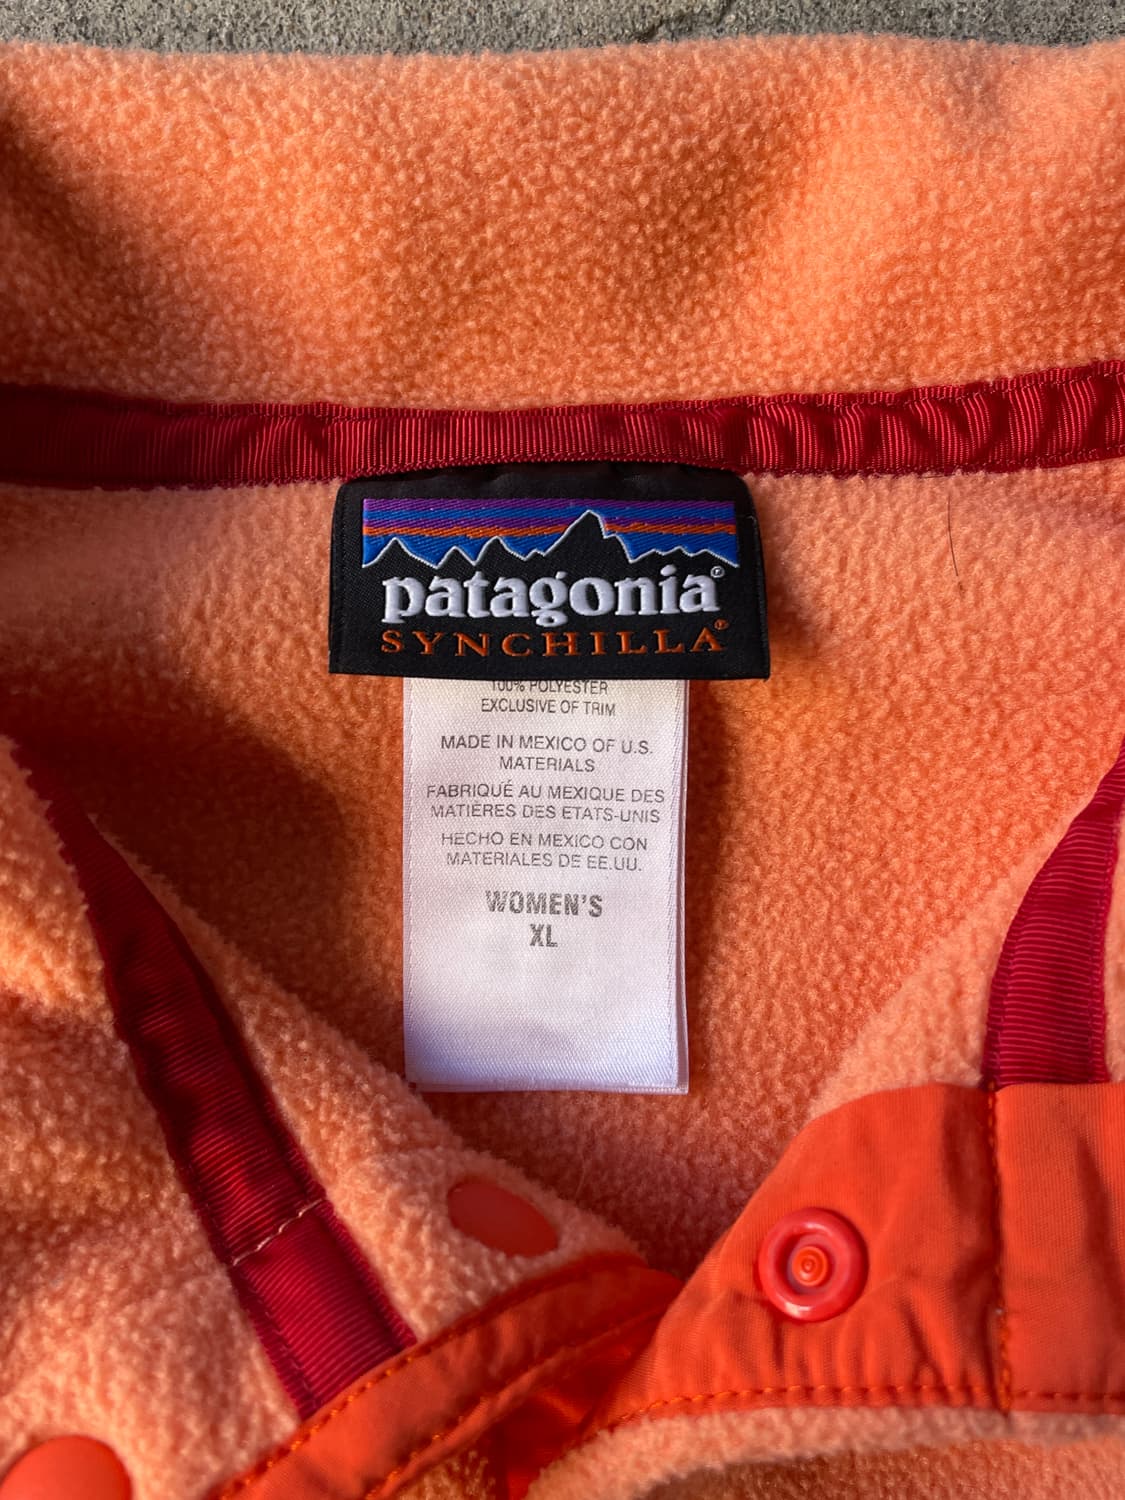 patagonia®
SYNCHILLA®
100% POLYESTER
EXCLUSIVE OF TRIM
MADE IN MEXICO OF U.S.
MATERIALS
FABRIQUÉ AU MEXIQUE DES
MATIÈRES DES ETATS-UNIS
HECHO EN MEXICO CON
MATERIALES DE EE.UU.
WOMEN'S
XL